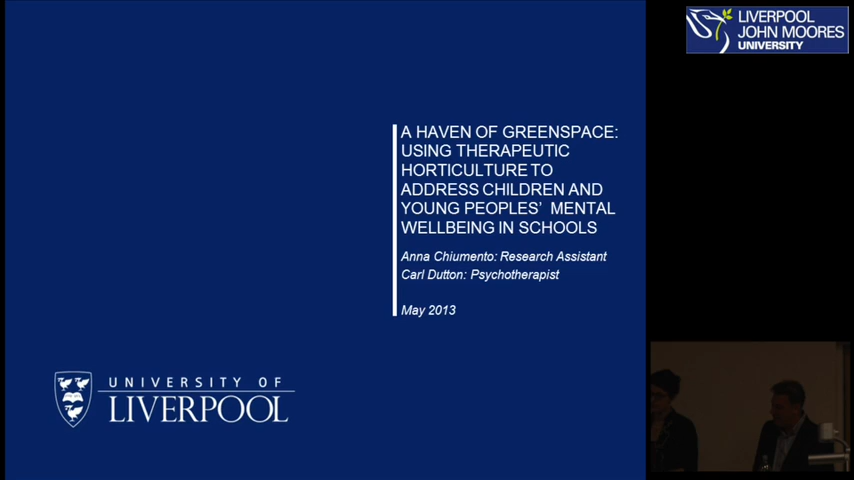 LIVERPOOL
JOHN MOORES
UNIVERSITY
A HAVEN OF GREENSPACE:
USING THERAPEUTIC
HORTICULTURE TO
ADDRESS CHILDREN AND
YOUNG PEOPLES’ MENTAL
WELLBEING IN SCHOOLS
Anna Chiumento: Research Assistant
Carl Dutton: Psychotherapist
May 2013
UNIVERSITY OF
LIVERPOOL